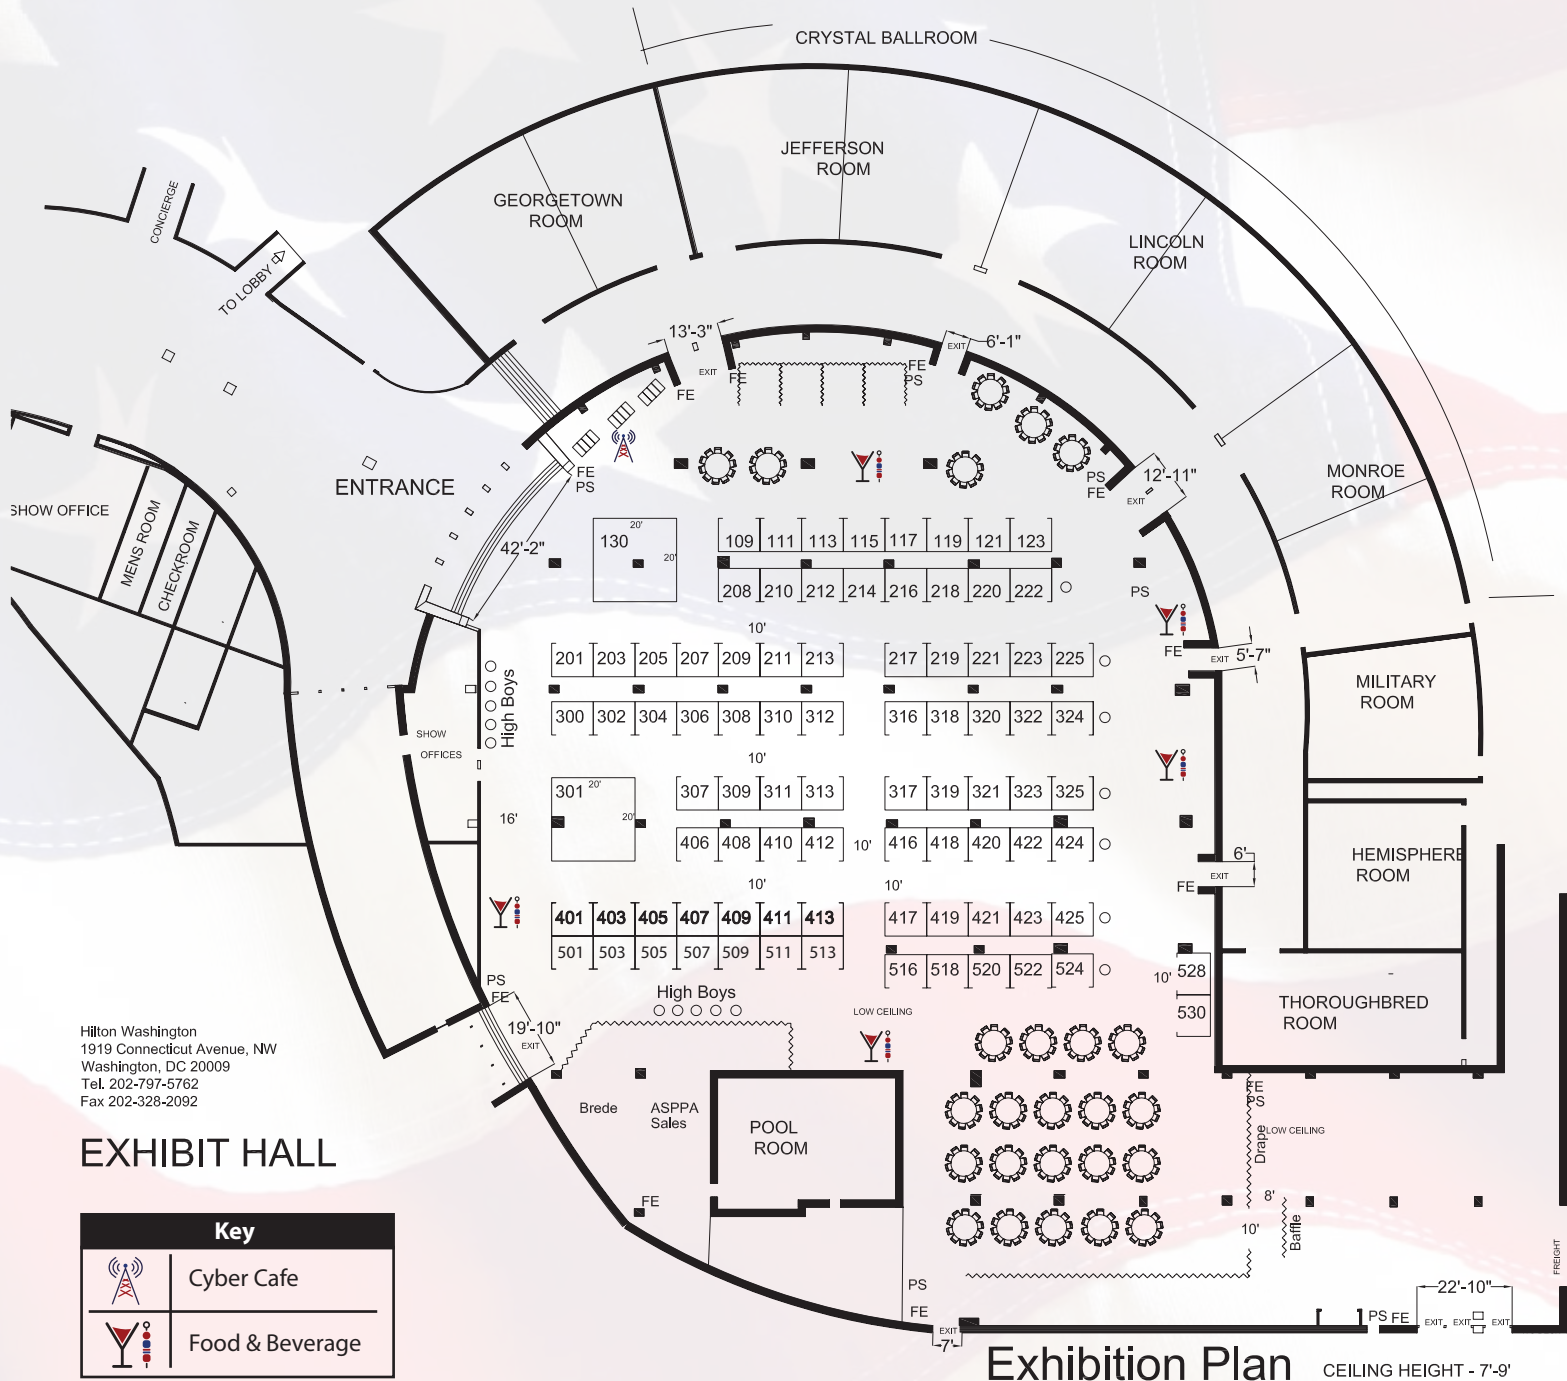 CRYSTAL BALLROOM
JEFFERSON
ROOM
GEORGETOWN
ROOM
LINCOLN
ROOM
MONROE
ROOM
CONCIERGE
TO LOBBY
13'-3"
EXIT
FE
FE
EXIT
6'-1"
FE
PS
ENTRANCE
FE
PS
42'-2"
PS
FE
12'-11"
EXIT
SHOW OFFICE
MENS ROOM
CHECKROOM
130
20'
20'
109 111 113 115 117 119 121 123
208 210 212 214 216 218 220 222
PS
10'
FE
EXIT
5'-7"
201 203 205 207 209 211 213
217 219 221 223 225
High Boys
300 302 304 306 308 310 312
316 318 320 322 324
MILITARY
ROOM
SHOW
OFFICES
10'
301
20'
20'
16'
307 309 311 313
317 319 321 323 325
406 408 410 412
10'
416 418 420 422 424
6'
EXIT
FE
HEMISPHERE
ROOM
10'
10'
401 403 405 407 409 411 413
417 419 421 423 425
501 503 505 507 509 511 513
516 518 520 522 524
10'
528
530
THOROUGHBRED
ROOM
PS
FE
High Boys
LOW CEILING
19'-10"
EXIT
Hilton Washington
1919 Connecticut Avenue, NW
Washington, DC 20009
Tel. 202-797-5762
Fax 202-328-2092
EXHIBIT HALL
Brede
ASPPA
Sales
POOL
ROOM
FE
FE
PS
LOW CEILING
Drape
8'
10'
Baffle
FREIGHT
Key
Cyber Cafe
Food & Beverage
PS
FE
EXIT
7'
PS FE
22'-10"
EXIT EXIT EXIT
Exhibition Plan
CEILING HEIGHT - 7'-9'